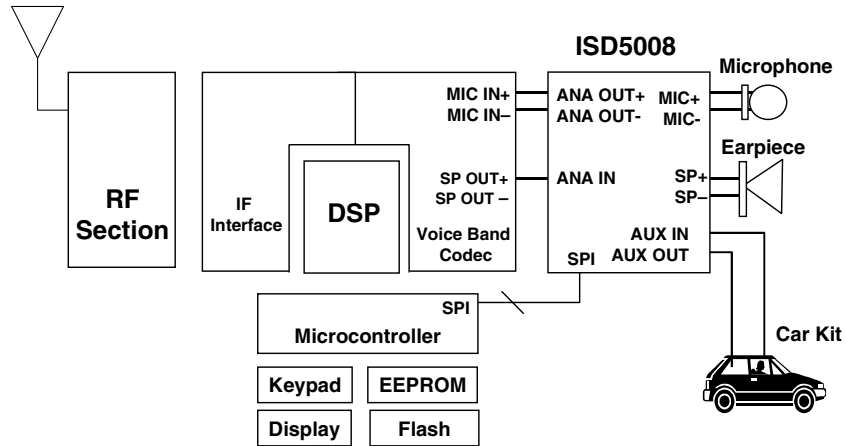 ISD5008
Microphone
MIC IN+
MIC IN–
ANA OUT+
ANA OUT-
MIC+
MIC-
Earpiece
RF
Section
IF
Interface
DSP
SP OUT+
SP OUT –
ANA IN
SP+
SP–
Voice Band
Codec
AUX IN
AUX OUT
SPI
SPI
Microcontroller
Car Kit
Keypad
EEPROM
Display
Flash